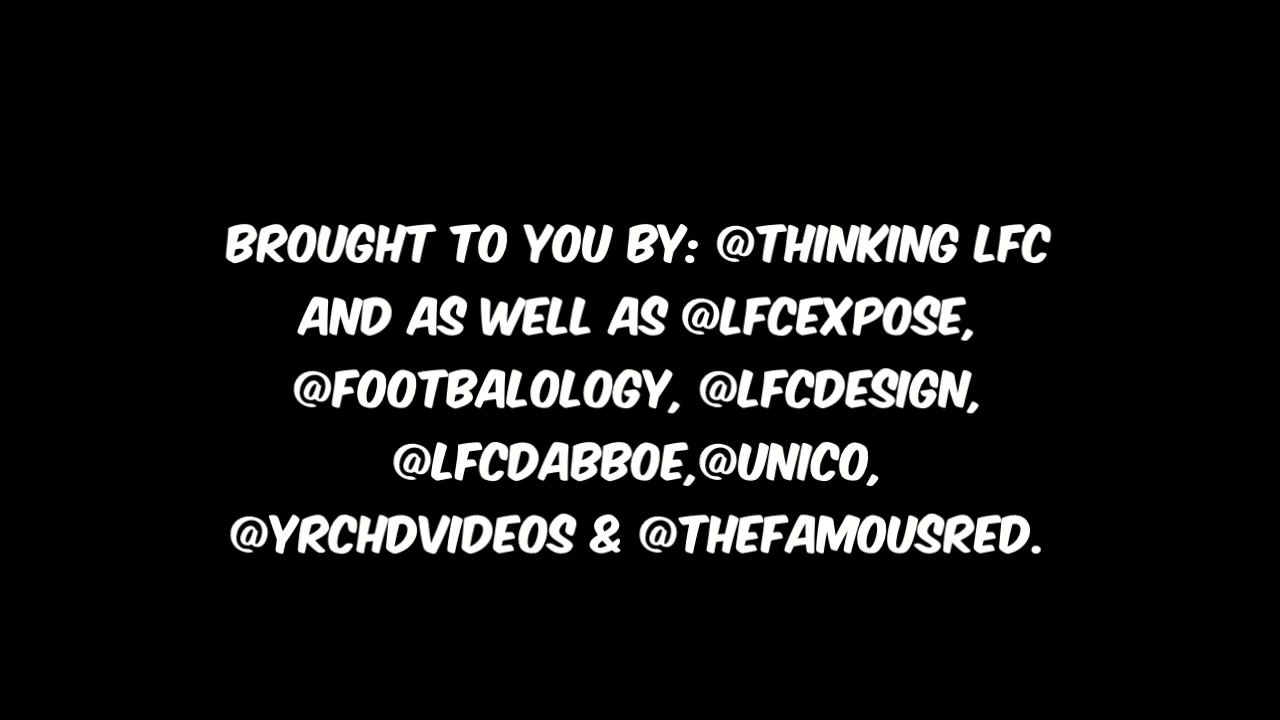 BROUGHT TO YOU BY: @THINKING LFC
AND AS WELL AS @LFCEXPOSE,
@FOOTBALOLOGY, @LFCDESIGN,
@LFCDABBOE,@UNICO,
@YRCHDVIDEOS & @THEFAMOUSRED.